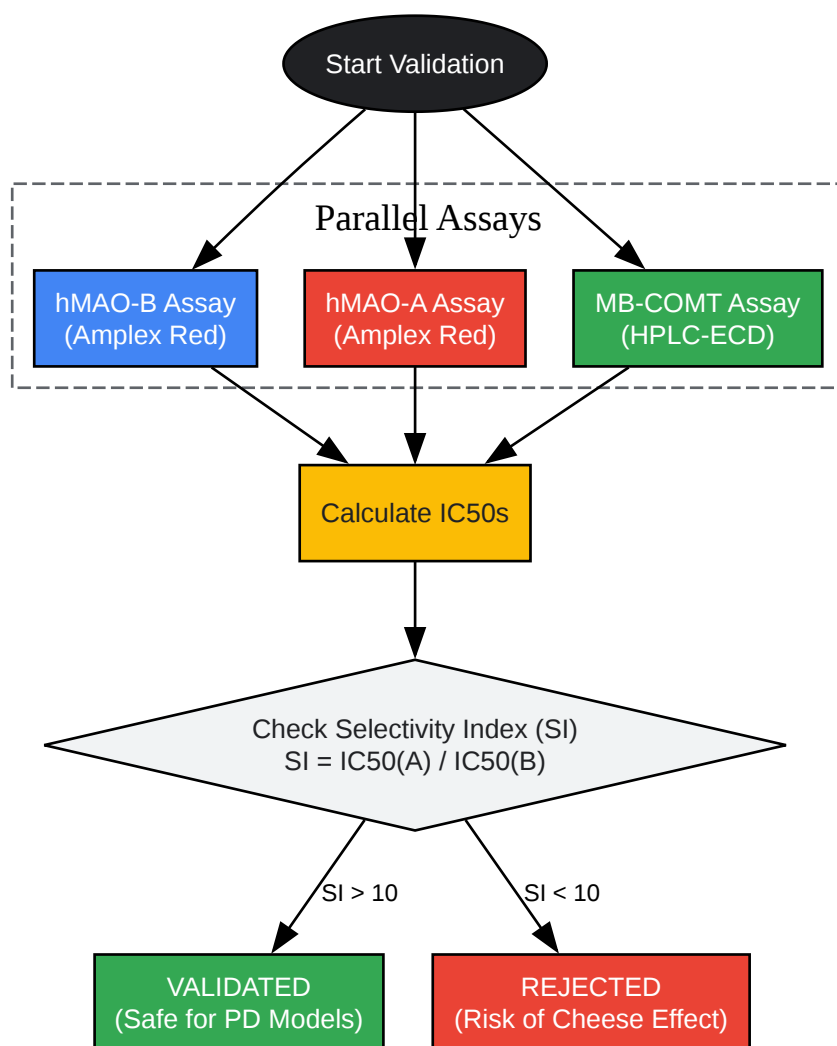 Start Validation
Parallel Assays
hMAO-B Assay
(Amplex Red)
hMAO-A Assay
(Amplex Red)
MB-COMT Assay
(HPLC-ECD)
Calculate IC50s
Check Selectivity Index (SI)
SI = IC50(A) / IC50(B)
SI > 10
SI < 10
VALIDATED
(Safe for PD Models)
REJECTED
(Risk of Cheese Effect)